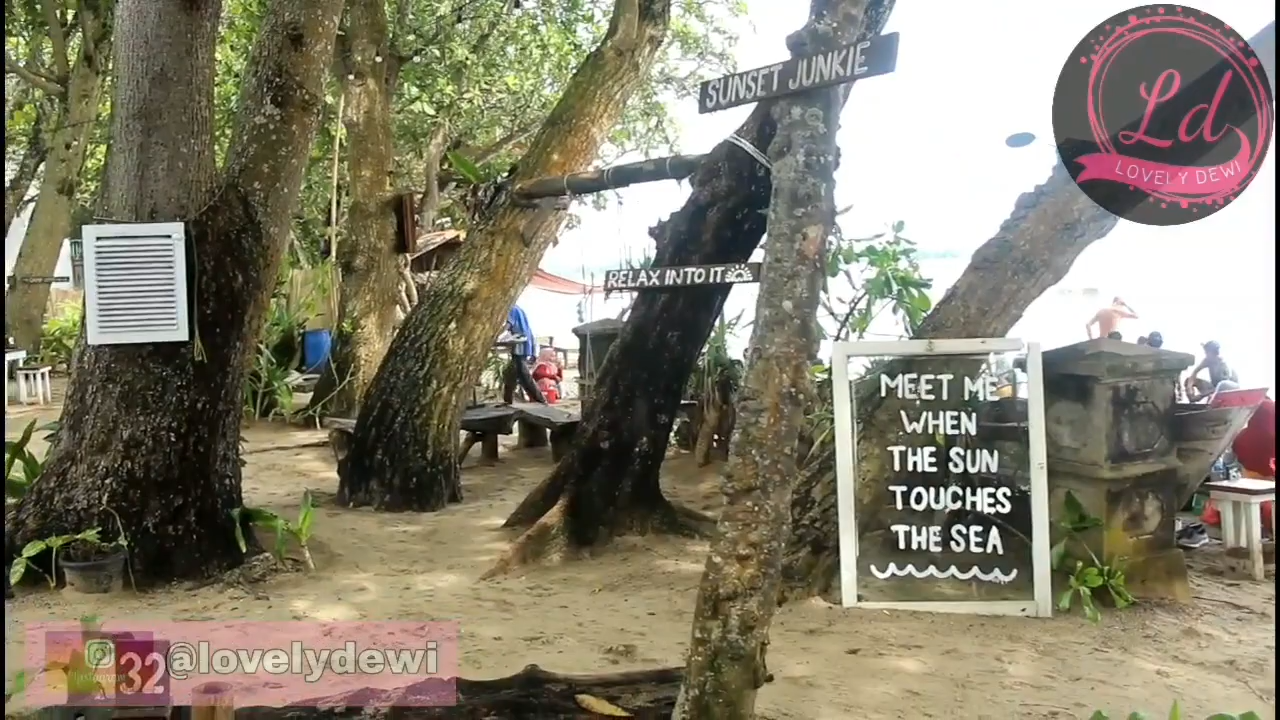 SUNSET JUNKIE
Ld
LOVELY DEWI
RELAX INTO IT
MEET ME
WHEN
THE SUN
TOUCHES
THE SEA
32 @lovelydewi